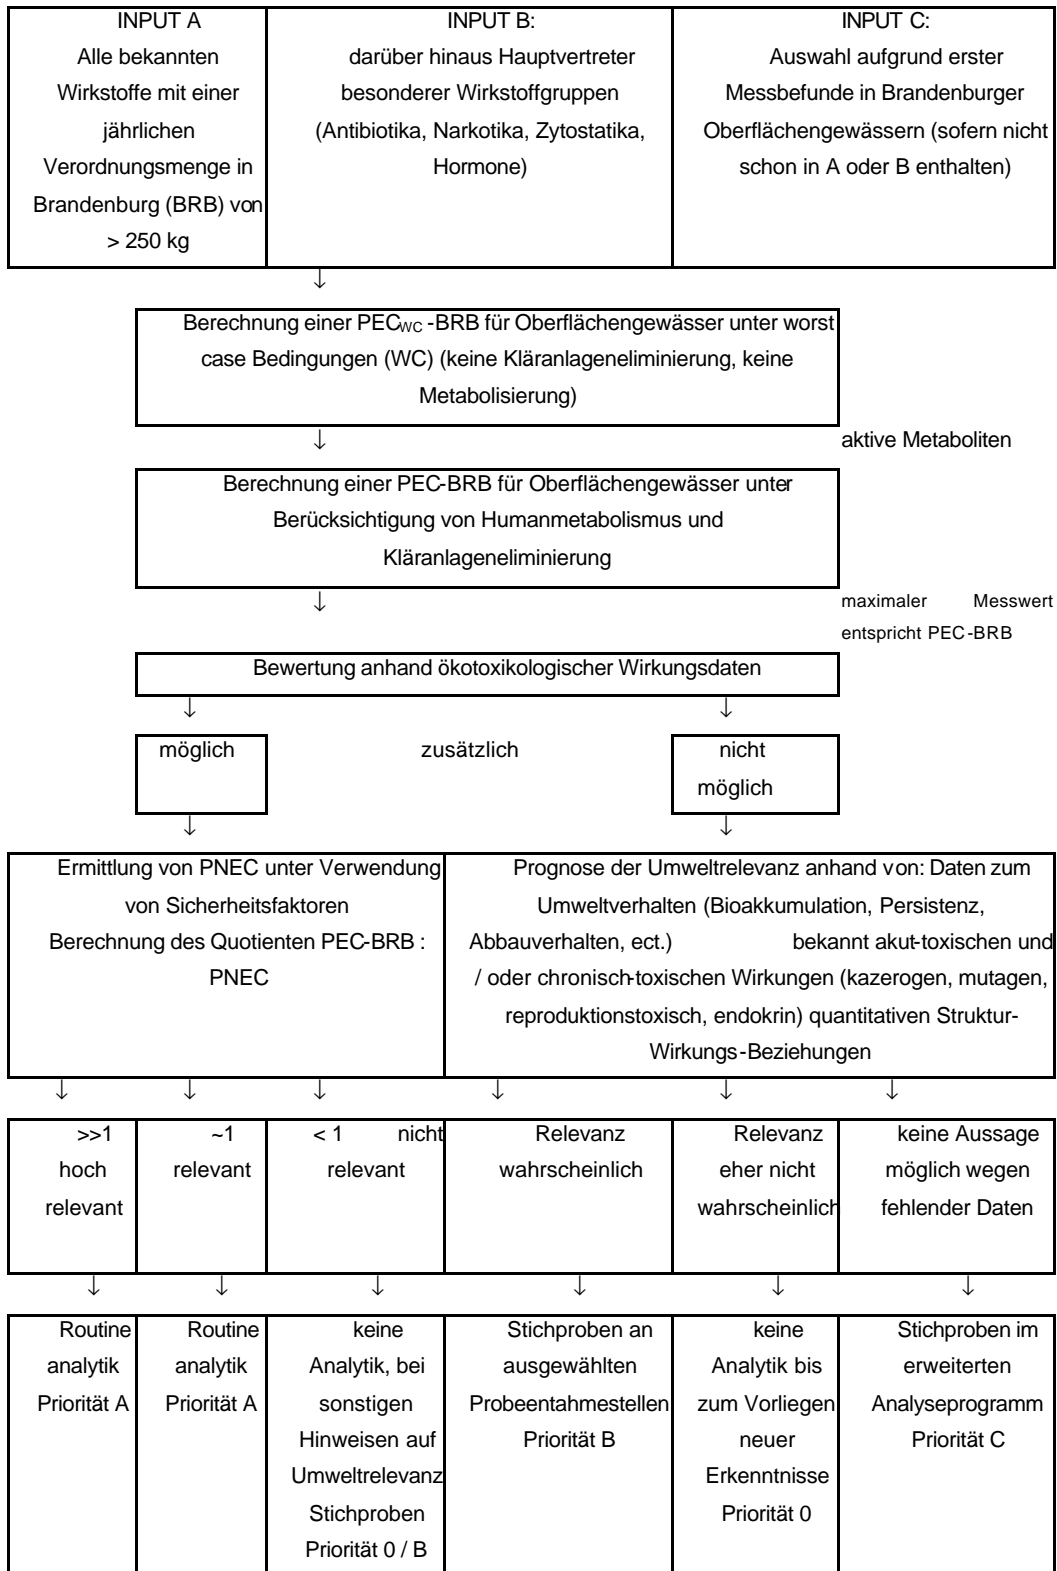 INPUT A
Alle bekannten
Wirkstoffe mit einer
jährlichen
Verordnungsmenge in
Brandenburg (BRB) von
> 250 kg
INPUT B:
darüber hinaus Hauptvertreter
besonderer Wirkstoffgruppen
(Antibiotika, Narkotika, Zytostatika,
Hormone)
INPUT C:
Auswahl aufgrund erster
Messbefunde in Brandenburger
Oberflächengewässern (sofern nicht
schon in A oder B enthalten)
↓
Berechnung einer PECWC -BRB für Oberflächengewässer unter worst
case Bedingungen (WC) (keine Kläranlageneliminierung, keine
Metabolisierung)
↓
aktive Metaboliten
Berechnung einer PEC-BRB für Oberflächengewässer unter
Berücksichtigung von Humanmetabolismus und
Kläranlageneliminierung
↓
maximaler Messwert
entspricht PEC-BRB
Bewertung anhand ökotoxikologischer Wirkungsdaten
↓ ↓
möglich
zusätzlich
nicht
möglich
↓ ↓
Ermittlung von PNEC unter Verwendung
von Sicherheitsfaktoren
Berechnung des Quotienten PEC-BRB :
PNEC
Prognose der Umweltrelevanz anhand von: Daten zum
Umweltverhalten (Bioakkumulation, Persistenz,
Abbauverhalten, ect.) bekannt akut-toxischen und
/ oder chronisch-toxischen Wirkungen (kazerogen, mutagen,
reproduktionstoxisch, endokrin) quantitativen Struktur-
Wirkungs-Beziehungen
↓ ↓ ↓ ↓ ↓ ↓
>>1
hoch
relevant
~1
relevant
< 1 nicht
relevant
Relevanz
wahrscheinlich
Relevanz
eher nicht
wahrscheinlich
keine Aussage
möglich wegen
fehlender Daten
↓ ↓ ↓ ↓ ↓ ↓
Routine
analytik
Priorität A
Routine
analytik
Priorität A
keine
Analytik, bei
sonstigen
Hinweisen auf
Umweltrelevanz
Stichproben
Priorität 0 / B
Stichproben an
ausgewählten
Probeentahmestellen
Priorität B
keine
Analytik bis
zum Vorliegen
neuer
Erkenntnisse
Priorität 0
Stichproben im
erweiterten
Analyseprogramm
Priorität C